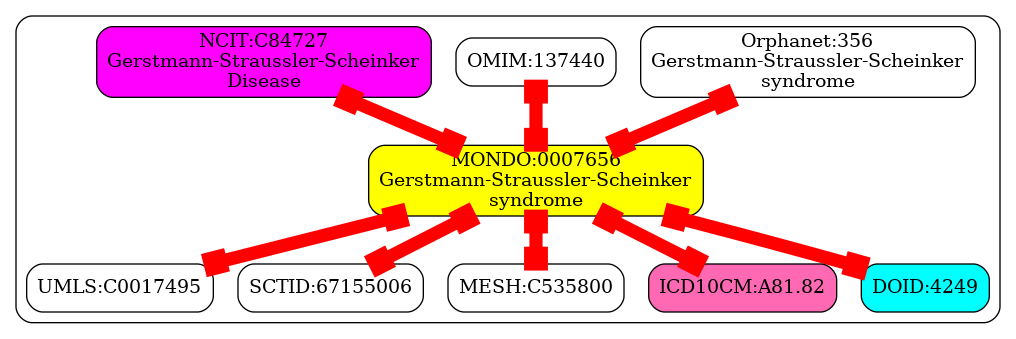 NCIT:C84727
Gerstmann-Straussler-Scheinker
Disease
OMIM:137440
Orphanet:356
Gerstmann-Straussler-Scheinker
syndrome
MONDO:0007656
Gerstmann-Straussler-Scheinker
syndrome
UMLS:C0017495
SCTID:67155006
MESH:C535800
ICD10CM:A81.82
DOID:4249